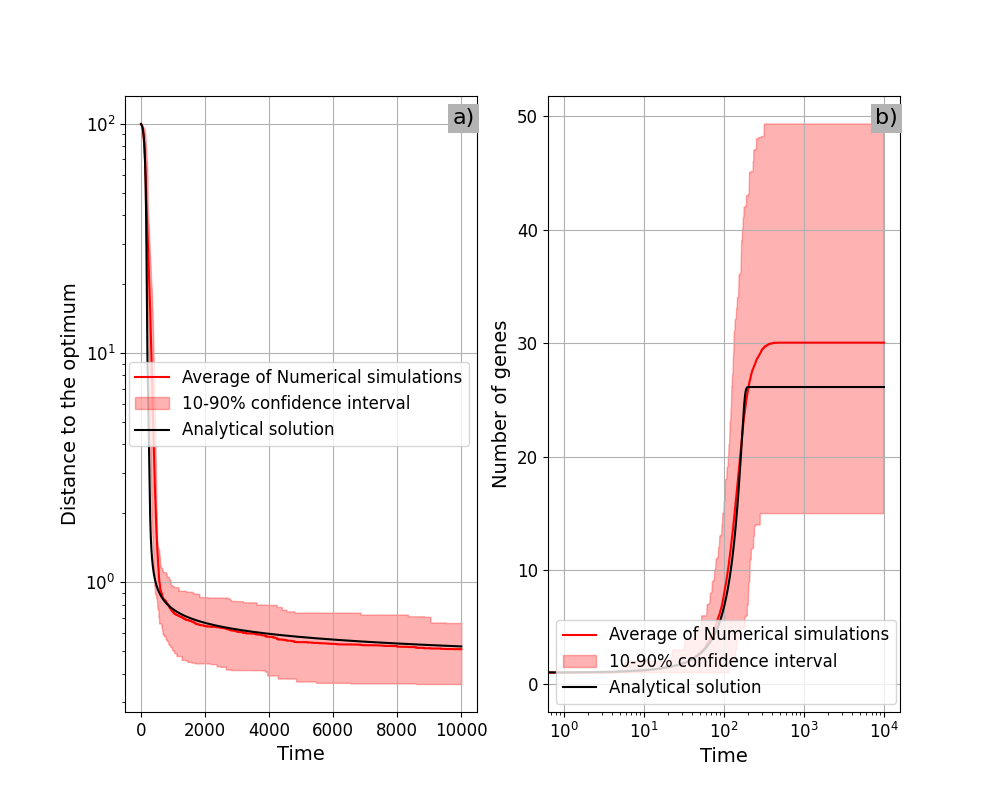 a)
10²
10¹
10⁰
Distance to the optimum
Average of Numerical simulations
10-90% confidence interval
Analytical solution
0 2000 4000 6000 8000 10000
Time
b)
50
40
30
20
10
0
Number of genes
Average of Numerical simulations
10-90% confidence interval
Analytical solution
10⁰ 10¹ 10² 10³ 10⁴
Time